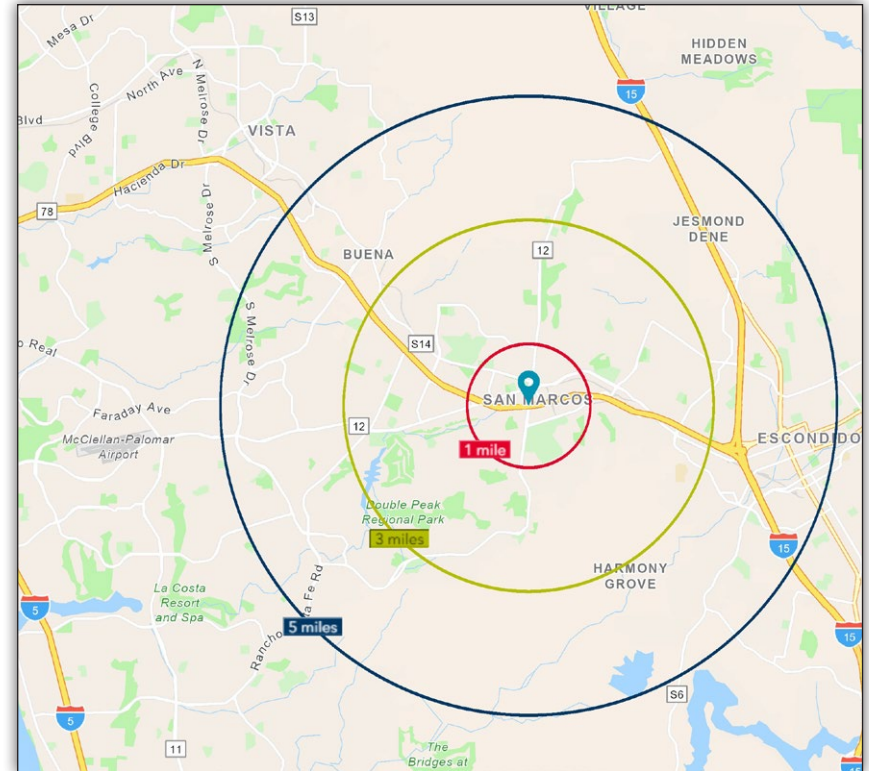 VILLAGE
S13
Mesa Dr
HIDDEN
MEADOWS
N Melrose Dr
North Ave
College Blvd
15
Blvd
VISTA
Hacienda Dr
78
S Melrose Dr
JESMOND
DENE
BUENA
12
S Melrose Dr
S14
o Real
SAN MARCOS
Faraday Ave
12
McClellan-Palomar
Airport
ESCONDIDO
1 mile
Double Peak
Regional Park
3 miles
15
HARMONY
GROVE
La Costa
Resort
and Spa
5
Rancho
a Fe Rd
5 miles
15
S6
5
11
The
Bridges at
15